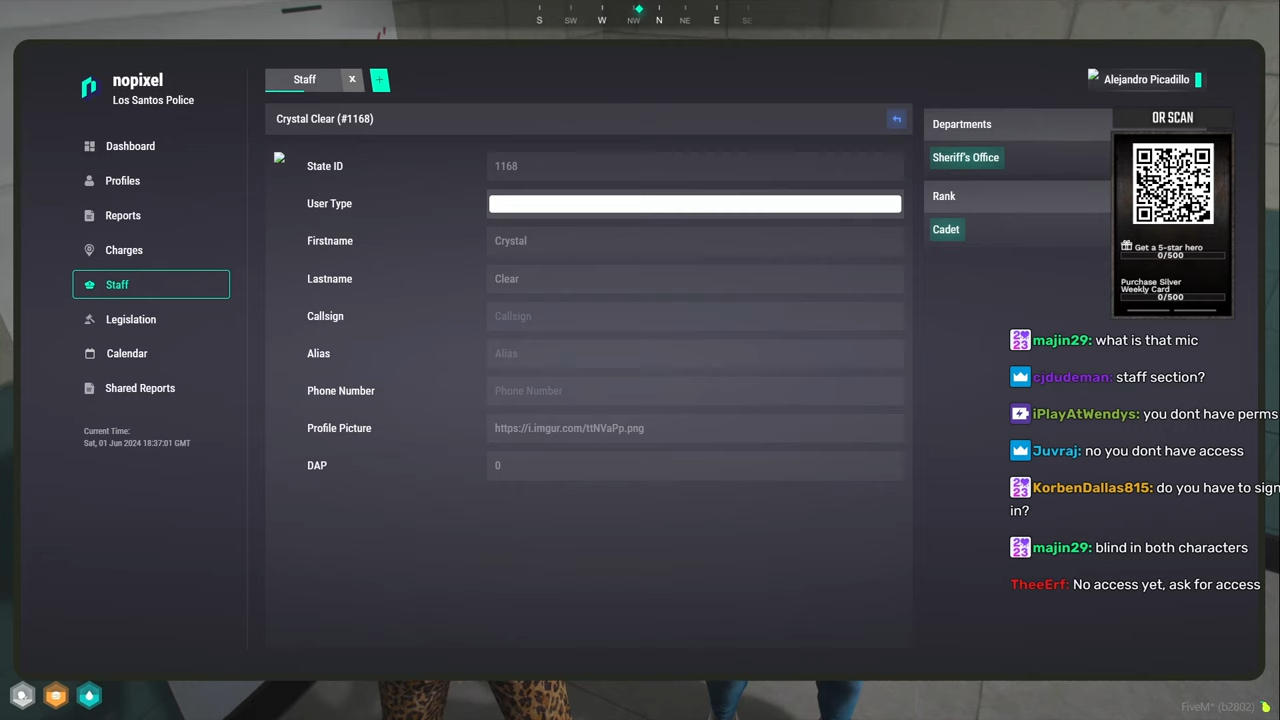 S SW W NW N NE E SE
nopixel
Los Santos Police
Dashboard
Profiles
Reports
Charges
Staff
Legislation
Calendar
Shared Reports
Current Time:
Sat, 01 Jun 2024 18:37:01 GMT
Staff x +
Crystal Clear (#1168)
State ID 1168
User Type
Firstname Crystal
Lastname Clear
Callsign Callsign
Alias Alias
Phone Number Phone Number
Profile Picture https://i.imgur.com/ttNVaPp.png
DAP 0
Alejandro Picadillo
Departments
Sheriff's Office
Rank
Cadet
OR SCAN
Get a 5-star hero
0/500
Purchase Silver
Weekly Card
0/500
majin29: what is that mic
cjdudeman: staff section?
iPlayAtWendys: you dont have perms
Juvraj: no you dont have access
KorbenDallas815: do you have to sign
in?
majin29: blind in both characters
TheeErf: No access yet, ask for access
FiveM* (b2802)